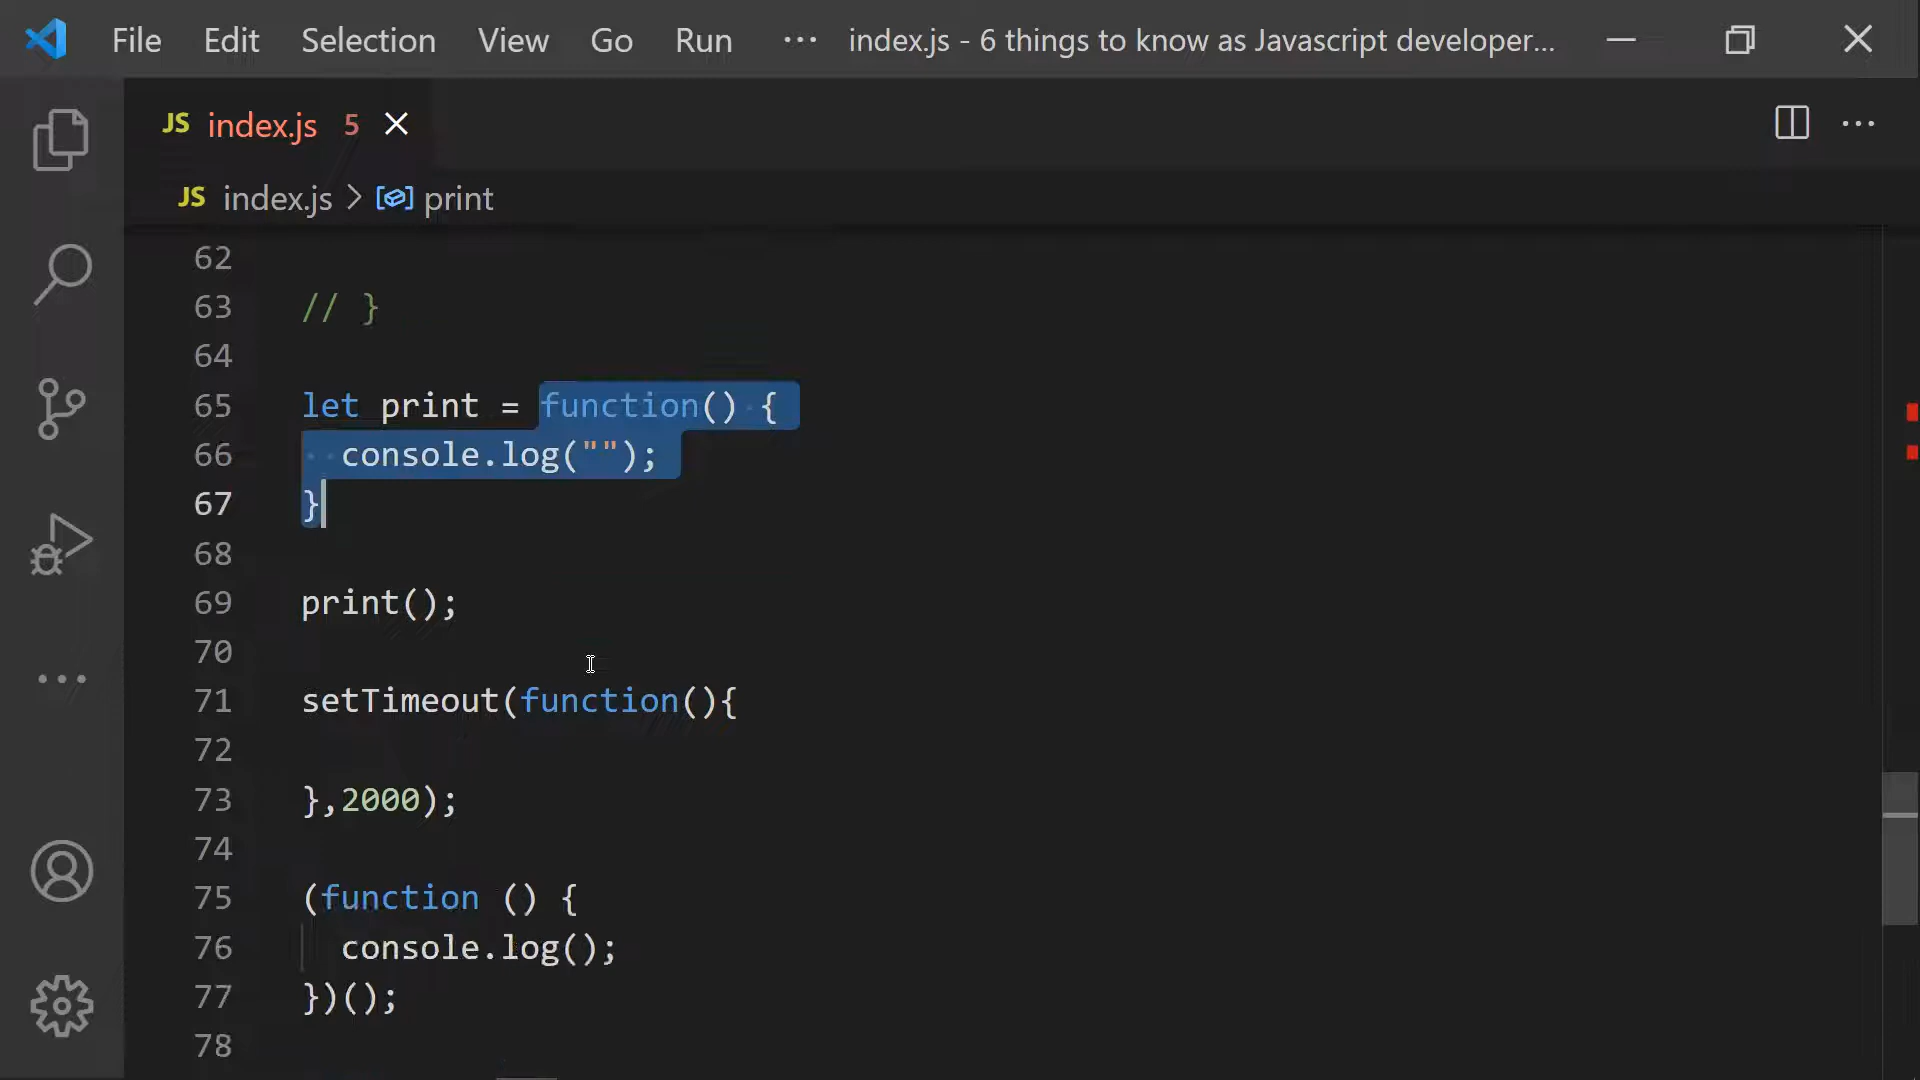 File Edit Selection View Go Run ··· index.js - 6 things to know as Javascript developer...
JS index.js 5
JS index.js > print
62
63 // }
64
65 let print = function() {
66 console.log("");
67 }
68
69 print();
70
71 setTimeout(function(){
72
73 },2000);
74
75 (function () {
76 console.log();
77 })();
78